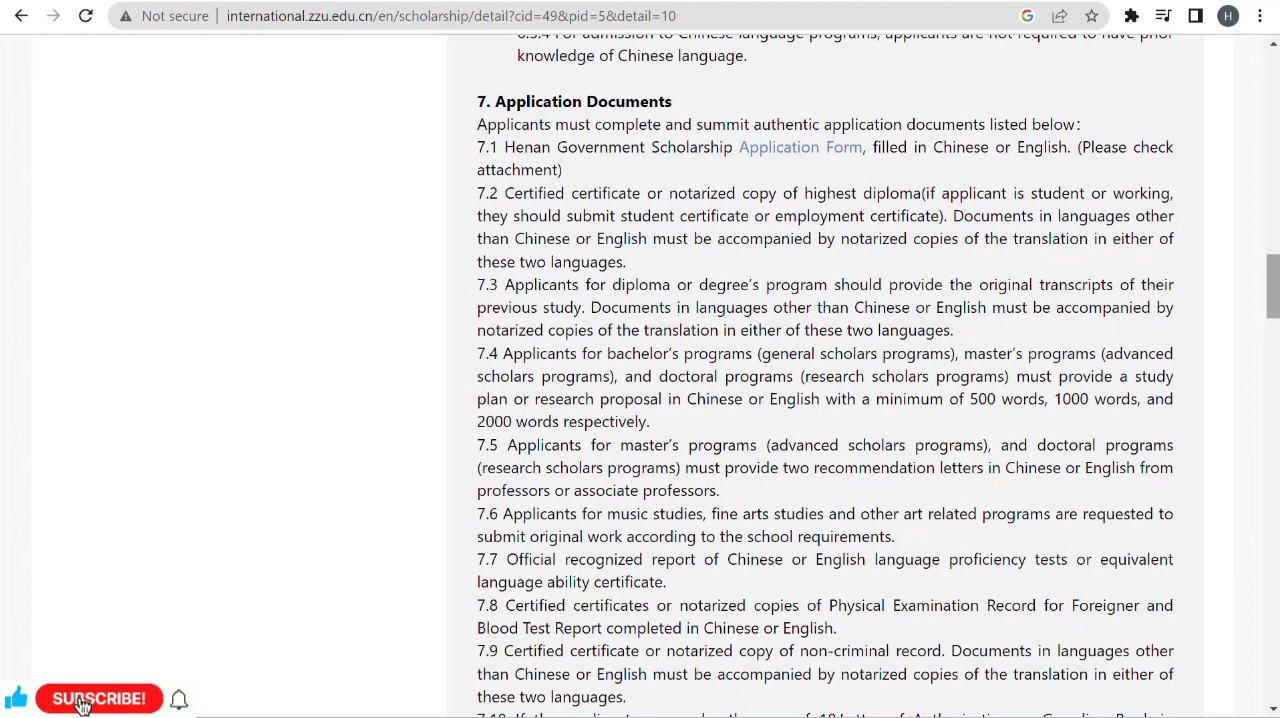 Not secure
international.zzu.edu.cn/en/scholarship/detail?cid=49&pid=5&detail=10
H
6.3.4 For admission to Chinese language programs, applicants are not required to have prior
knowledge of Chinese language.
7. Application Documents
Applicants must complete and summit authentic application documents listed below：
7.1 Henan Government Scholarship Application Form, filled in Chinese or English. (Please check
attachment)
7.2 Certified certificate or notarized copy of highest diploma(if applicant is student or working,
they should submit student certificate or employment certificate). Documents in languages other
than Chinese or English must be accompanied by notarized copies of the translation in either of
these two languages.
7.3 Applicants for diploma or degree’s program should provide the original transcripts of their
previous study. Documents in languages other than Chinese or English must be accompanied by
notarized copies of the translation in either of these two languages.
7.4 Applicants for bachelor’s programs (general scholars programs), master’s programs (advanced
scholars programs), and doctoral programs (research scholars programs) must provide a study
plan or research proposal in Chinese or English with a minimum of 500 words, 1000 words, and
2000 words respectively.
7.5 Applicants for master’s programs (advanced scholars programs), and doctoral programs
(research scholars programs) must provide two recommendation letters in Chinese or English from
professors or associate professors.
7.6 Applicants for music studies, fine arts studies and other art related programs are requested to
submit original work according to the school requirements.
7.7 Official recognized report of Chinese or English language proficiency tests or equivalent
language ability certificate.
7.8 Certified certificates or notarized copies of Physical Examination Record for Foreigner and
Blood Test Report completed in Chinese or English.
7.9 Certified certificate or notarized copy of non-criminal record. Documents in languages other
than Chinese or English must be accompanied by notarized copies of the translation in either of
these two languages.
SUBSCRIBE!